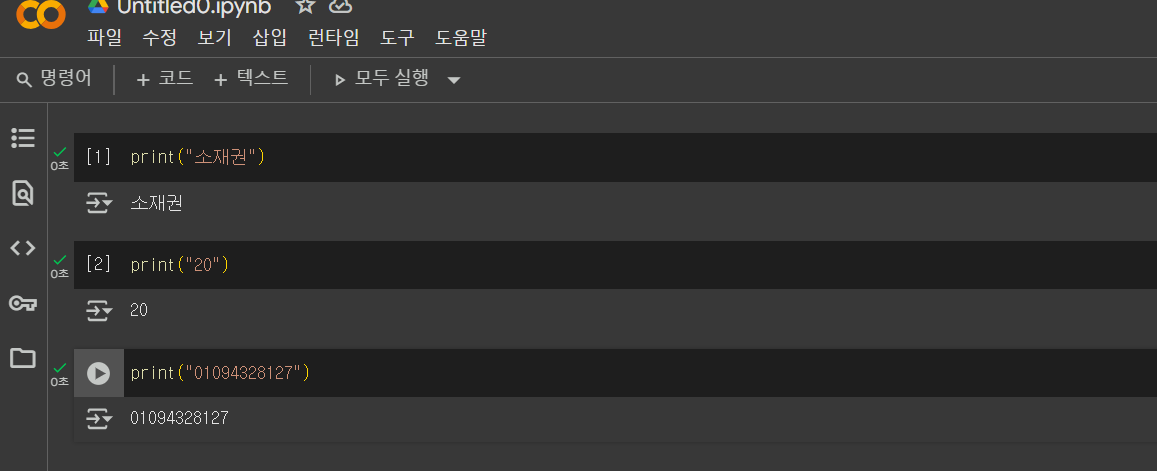 Untitled0.ipynb
파일 수정 보기 삽입 런타임 도구 도움말
명령어 + 코드 + 텍스트 모두 실행
[1] print("소재권")
0초
소재권
[2] print("20")
0초
20
print("01094328127")
0초
01094328127